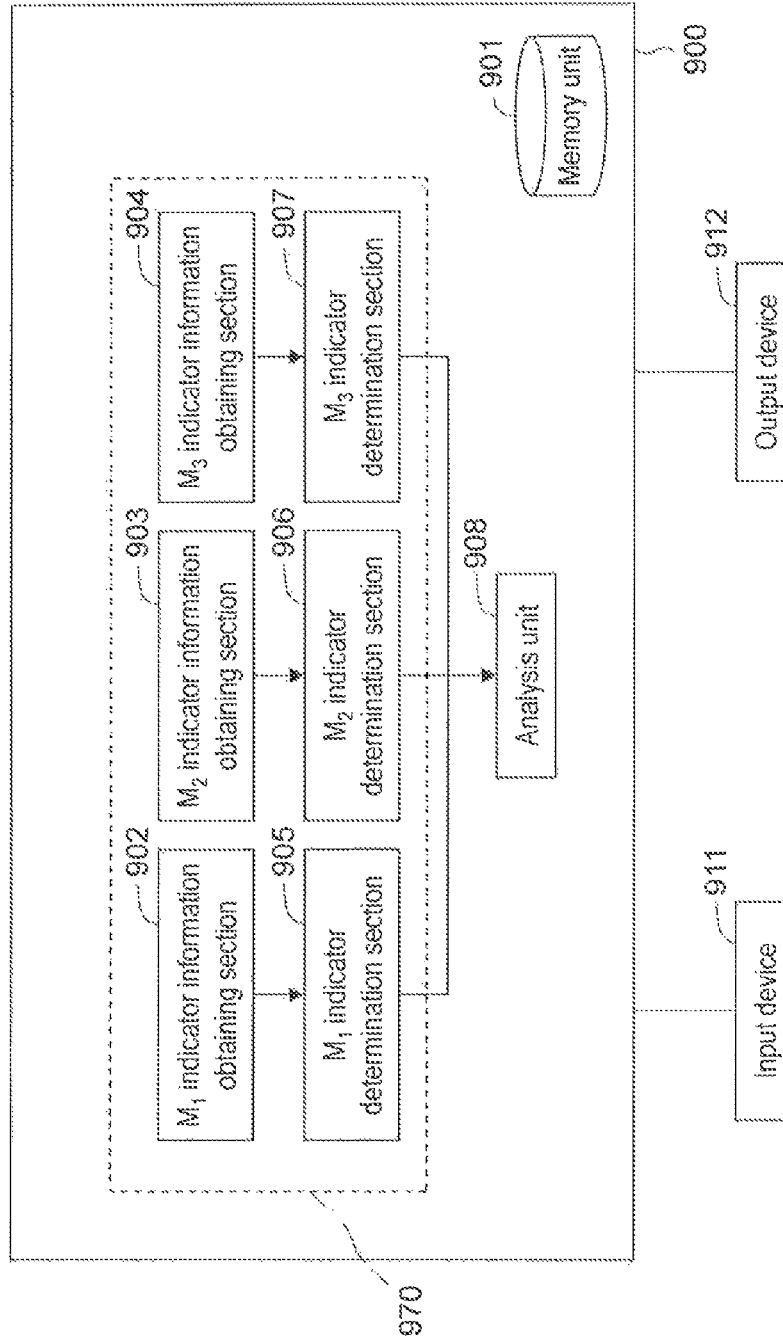 900
901
Memory unit
902
M₁ indicator information
obtaining section
903
M₂ indicator information
obtaining section
904
M₃ indicator information
obtaining section
905
M₁ indicator
determination section
906
M₂ indicator
determination section
907
M₃ indicator
determination section
908
Analysis unit
970
911
Input device
912
Output device